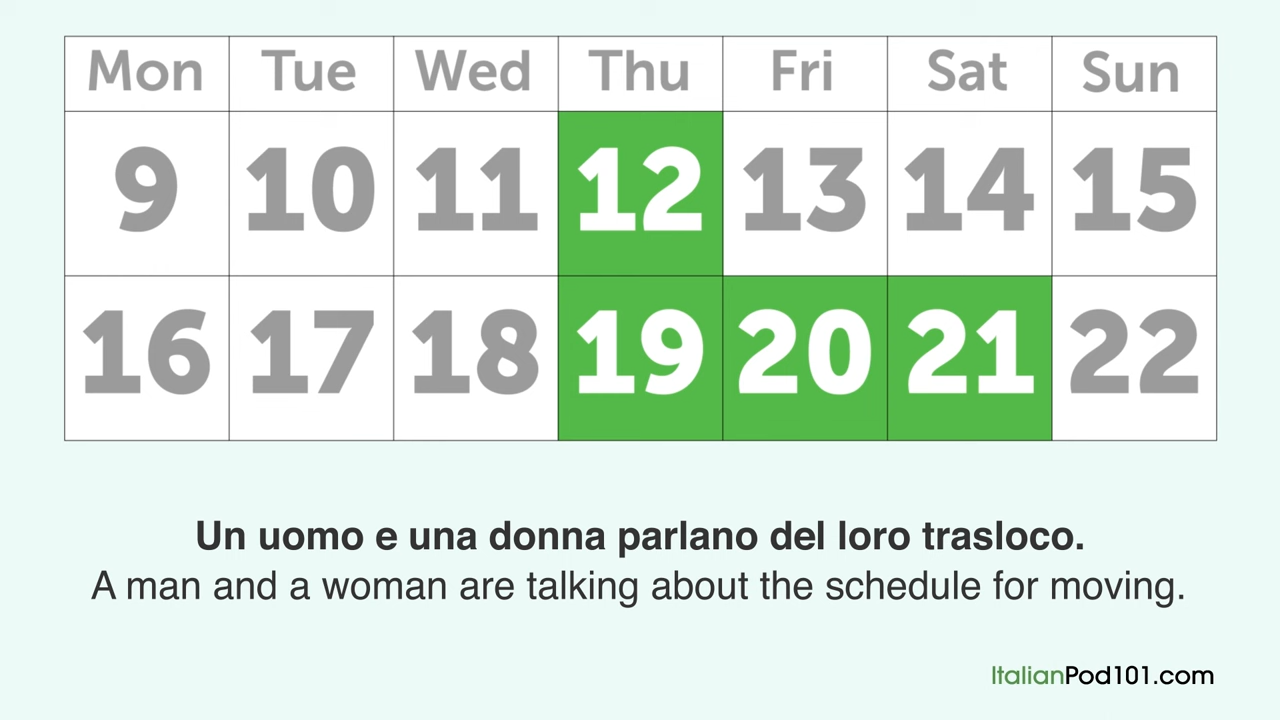 Mon Tue Wed Thu Fri Sat Sun
9 10 11 12 13 14 15
16 17 18 19 20 21 22
Un uomo e una donna parlano del loro trasloco.
A man and a woman are talking about the schedule for moving.
ItalianPod101.com